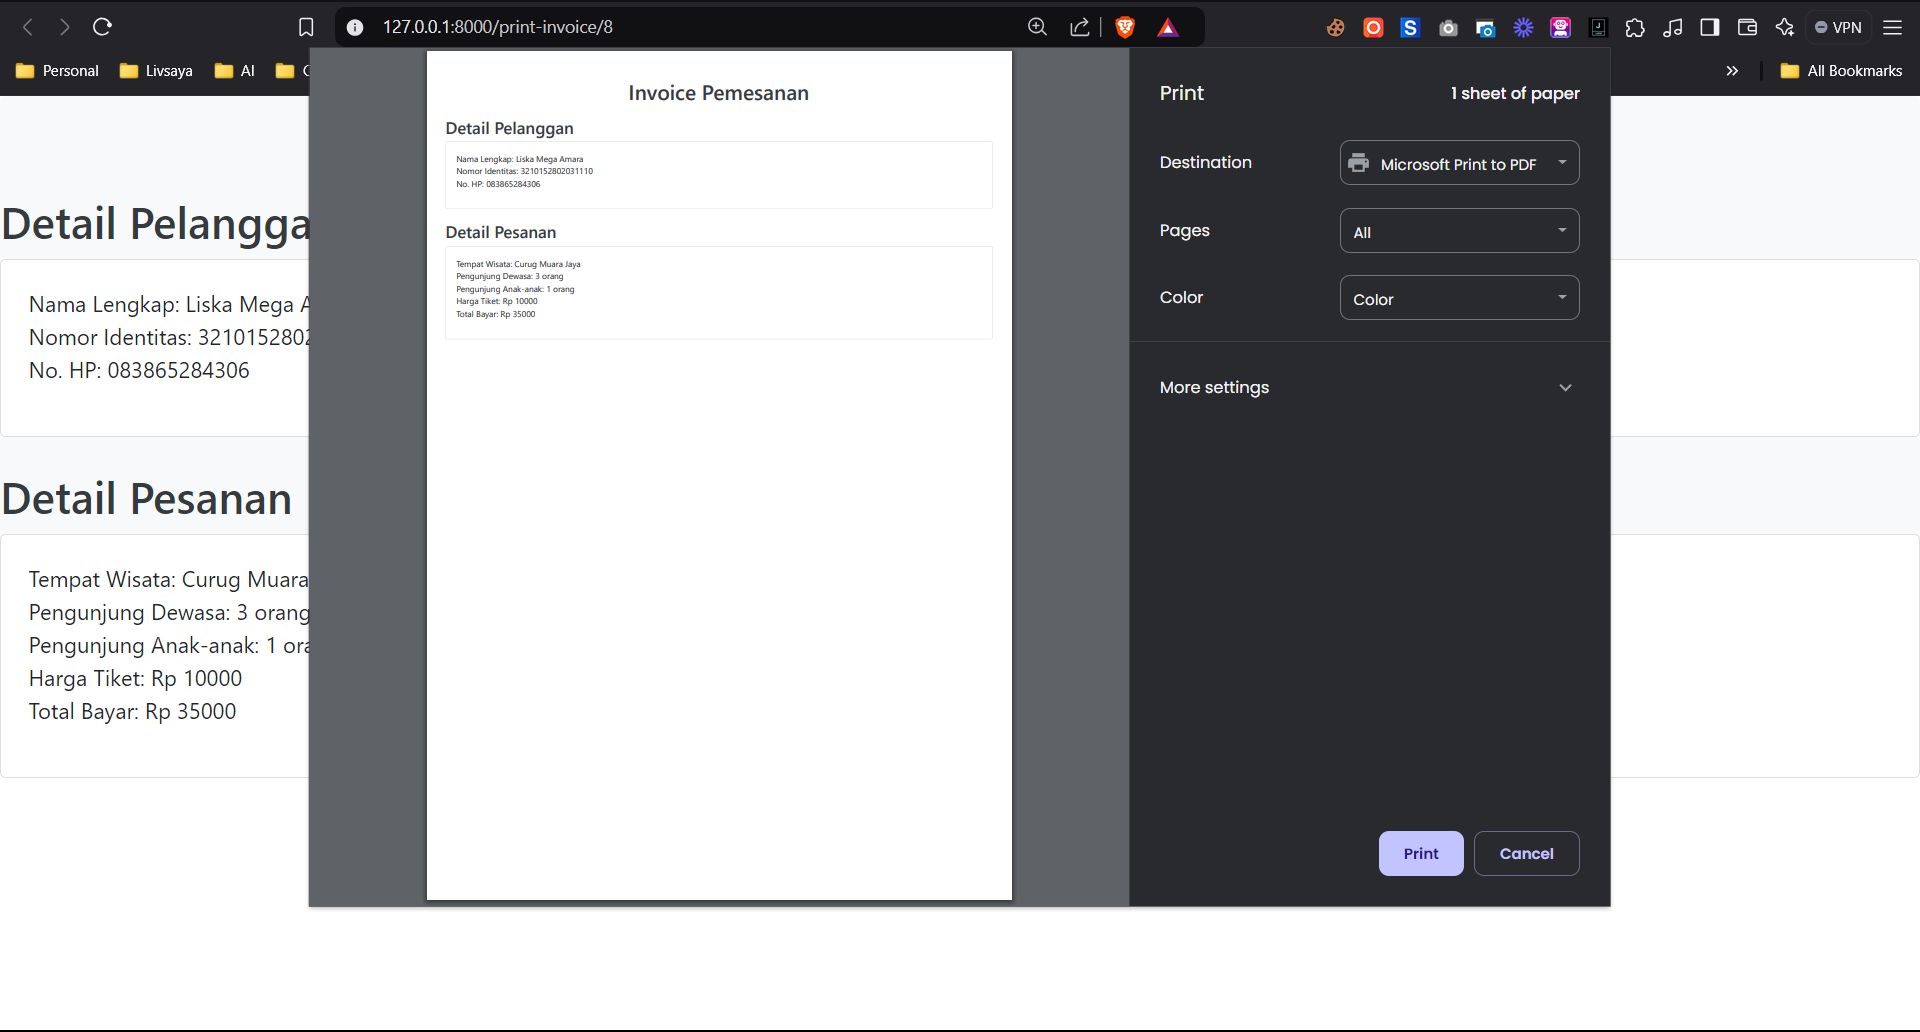 127.0.0.1:8000/print-invoice/8
VPN
Personal
Livsaya
AI
All Bookmarks
Detail Pelangga
Nama Lengkap: Liska Mega A
Nomor Identitas: 321015280
No. HP: 083865284306
Detail Pesanan
Tempat Wisata: Curug Muara
Pengunjung Dewasa: 3 orang
Pengunjung Anak-anak: 1 ora
Harga Tiket: Rp 10000
Total Bayar: Rp 35000
Invoice Pemesanan
Detail Pelanggan
Nama Lengkap: Liska Mega Amara
Nomor Identitas: 3210152802031110
No. HP: 083865284306
Detail Pesanan
Tempat Wisata: Curug Muara Jaya
Pengunjung Dewasa: 3 orang
Pengunjung Anak-anak: 1 orang
Harga Tiket: Rp 10000
Total Bayar: Rp 35000
Print
1 sheet of paper
Destination
Microsoft Print to PDF
Pages
All
Color
Color
More settings
Print
Cancel